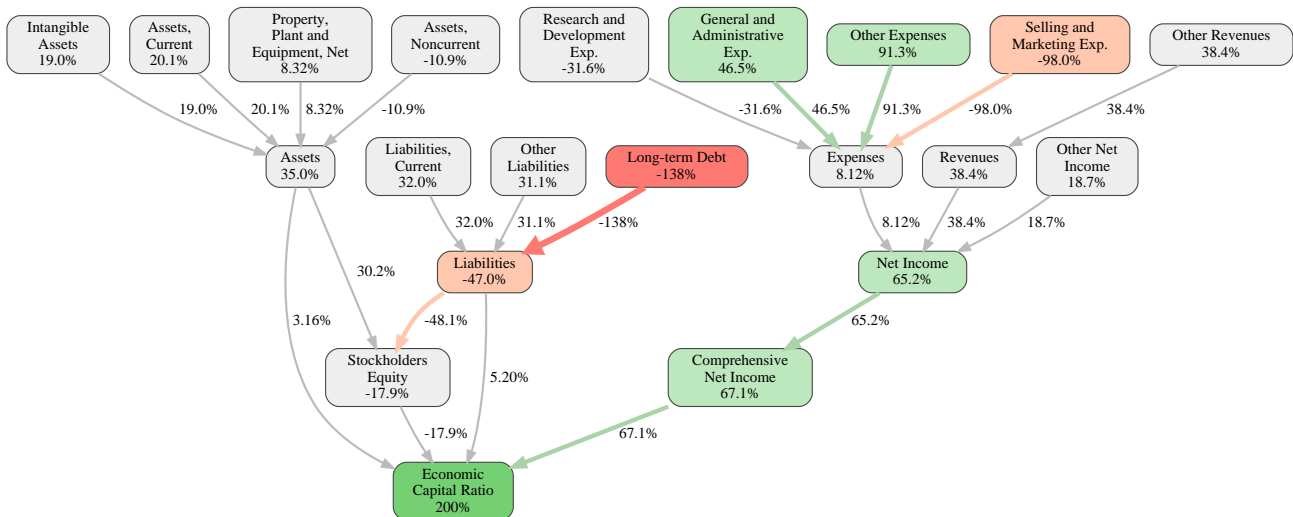 Intangible
Assets
19.0%
Assets,
Current
20.1%
Property,
Plant and
Equipment, Net
8.32%
Assets,
Noncurrent
-10.9%
Research and
Development
Exp.
-31.6%
General and
Administrative
Exp.
46.5%
Other Expenses
91.3%
Selling and
Marketing Exp.
-98.0%
Other Revenues
38.4%
19.0%
20.1%
8.32%
-10.9%
-31.6%
46.5%
91.3%
-98.0%
38.4%
Assets
35.0%
Liabilities,
Current
32.0%
Other
Liabilities
31.1%
Long-term Debt
-138%
Expenses
8.12%
Revenues
38.4%
Other Net
Income
18.7%
32.0%
31.1%
-138%
8.12%
38.4%
18.7%
Liabilities
-47.0%
Net Income
65.2%
30.2%
3.16%
-48.1%
5.20%
65.2%
Stockholders
Equity
-17.9%
Comprehensive
Net Income
67.1%
-17.9%
67.1%
Economic
Capital Ratio
200%